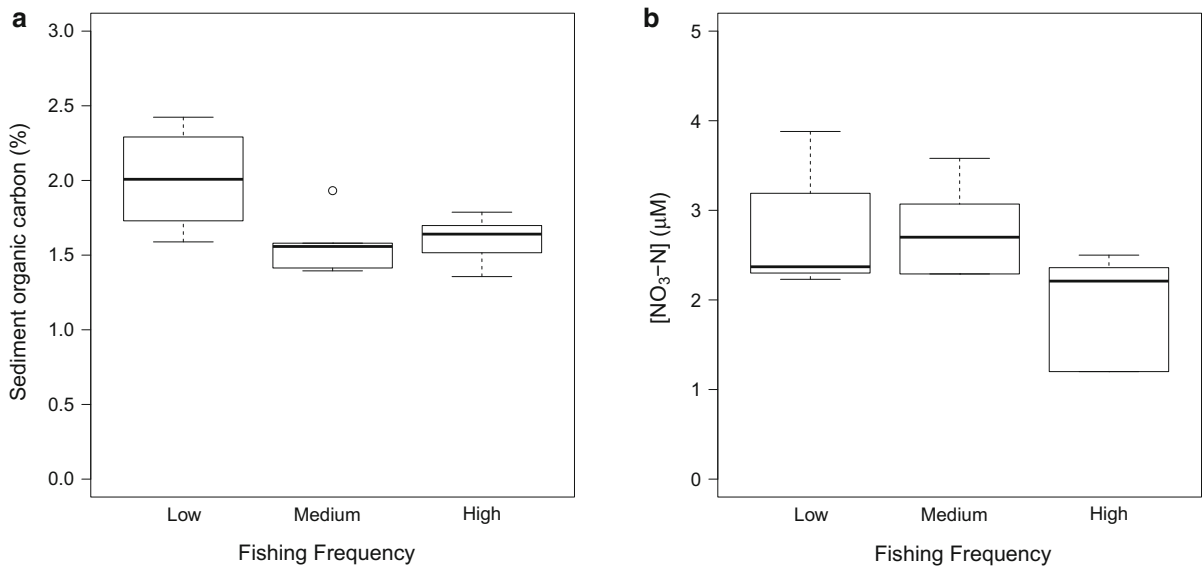 a
Sediment organic carbon (%)
3.0
2.5
2.0
1.5
1.0
0.5
0.0
Low Medium High
Fishing Frequency
b
[NO₃−N] (μM)
5
4
3
2
1
0
Low Medium High
Fishing Frequency